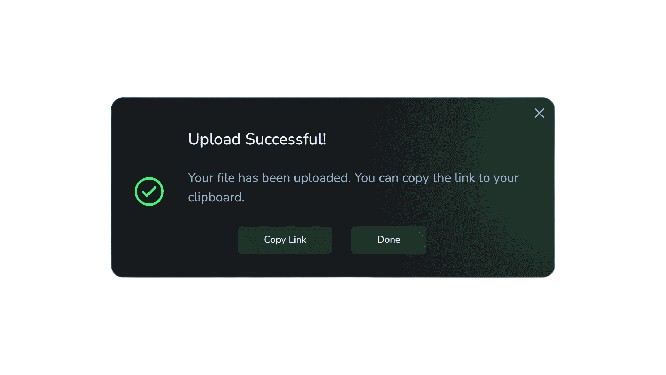 Upload Successful!
Your file has been uploaded. You can copy the link to your
clipboard.
Copy Link
Done